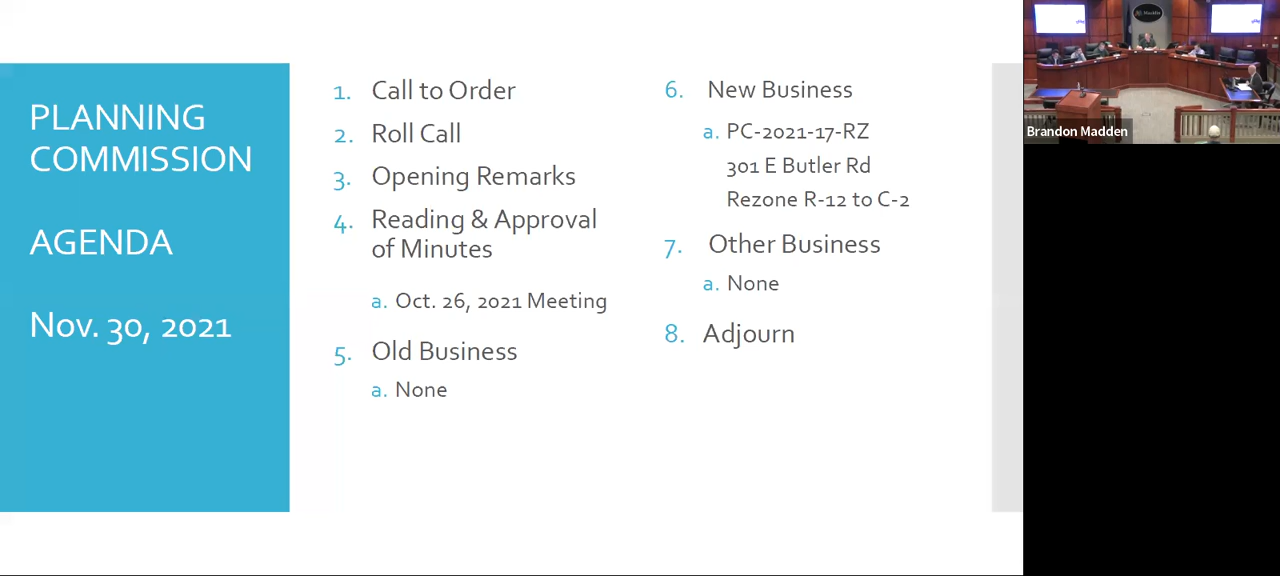 PLANNING
COMMISSION
AGENDA
Nov. 30, 2021
1. Call to Order
2. Roll Call
3. Opening Remarks
4. Reading & Approval
of Minutes
a. Oct. 26, 2021 Meeting
5. Old Business
a. None
6. New Business
a. PC-2021-17-RZ
301 E Butler Rd
Rezone R-12 to C-2
7. Other Business
a. None
8. Adjourn
Brandon Madden